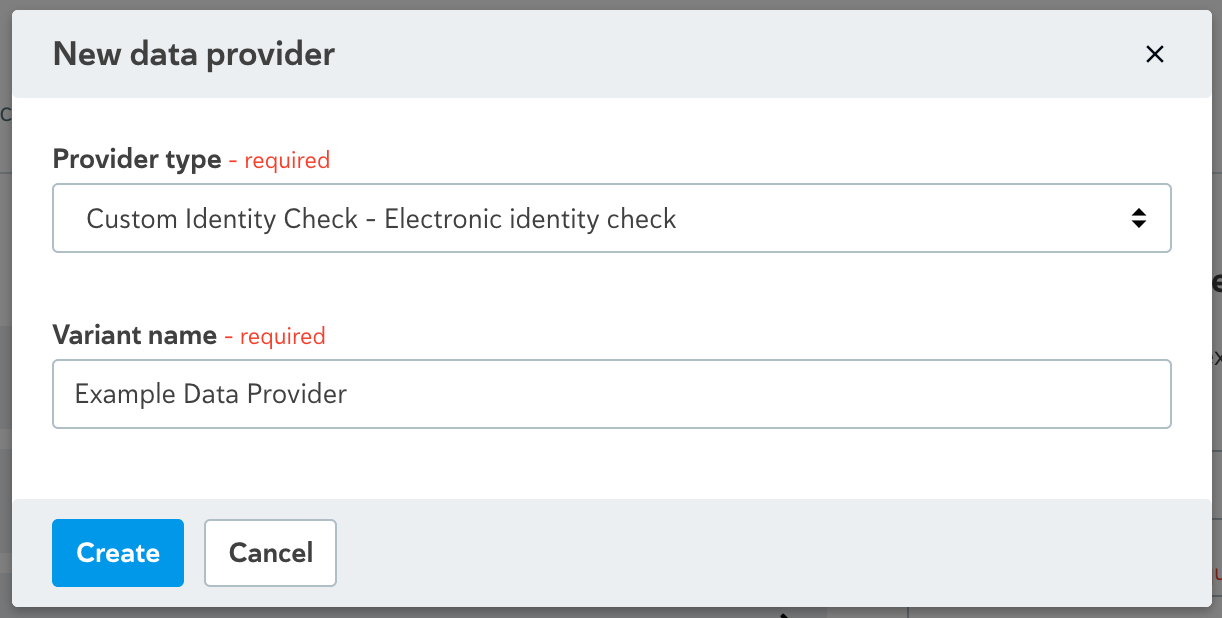 New data provider
Provider type - required
Custom Identity Check - Electronic identity check
Variant name - required
Example Data Provider
Create Cancel